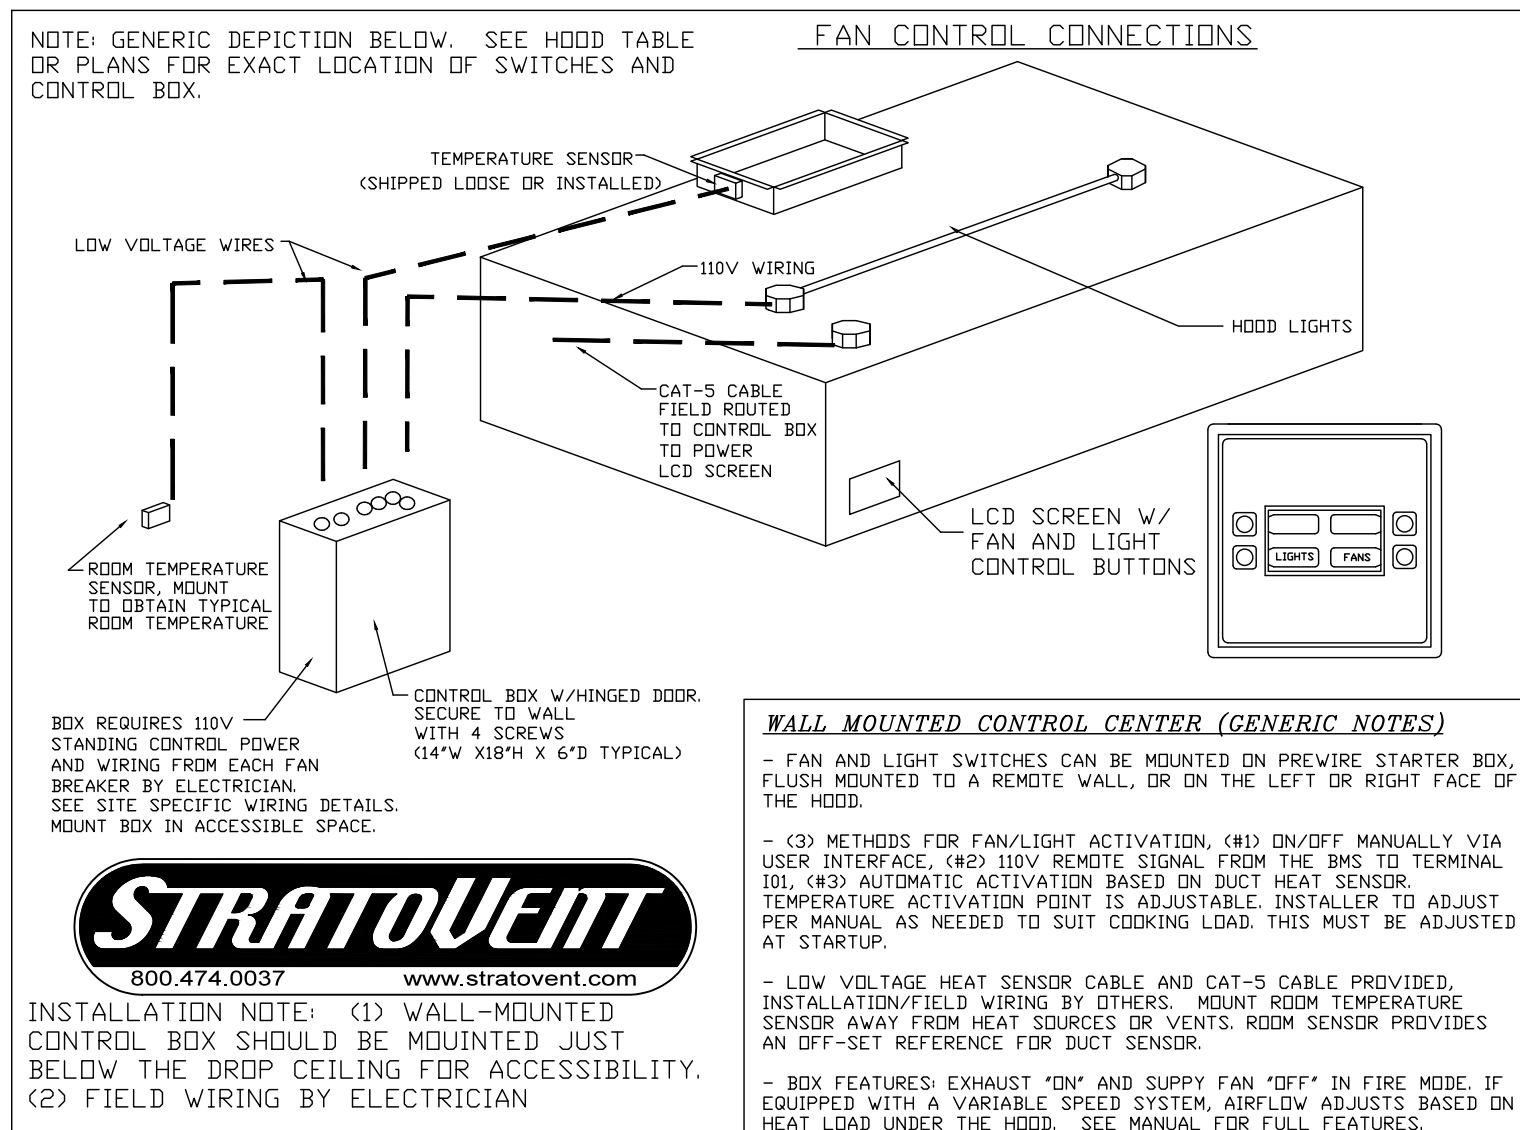 NOTE: GENERIC DEPICTION BELOW. SEE HOOD TABLE
OR PLANS FOR EXACT LOCATION OF SWITCHES AND
CONTROL BOX.
FAN CONTROL CONNECTIONS
TEMPERATURE SENSOR
(SHIPPED LOOSE OR INSTALLED)
LOW VOLTAGE WIRES
110V WIRING
HOOD LIGHTS
CAT-5 CABLE
FIELD ROUTED
TO CONTROL BOX
TO POWER
LCD SCREEN
LCD SCREEN W/
FAN AND LIGHT
CONTROL BUTTONS
LIGHTS
FANS
ROOM TEMPERATURE
SENSOR, MOUNT
TO OBTAIN TYPICAL
ROOM TEMPERATURE
CONTROL BOX W/HINGED DOOR.
SECURE TO WALL
WITH 4 SCREWS
(14"W X18"H X 6"D TYPICAL)
BOX REQUIRES 110V
STANDING CONTROL POWER
AND WIRING FROM EACH FAN
BREAKER BY ELECTRICIAN.
SEE SITE SPECIFIC WIRING DETAILS.
MOUNT BOX IN ACCESSIBLE SPACE.
STRATOVENT
800.474.0037 www.stratovent.com
INSTALLATION NOTE: (1) WALL-MOUNTED
CONTROL BOX SHOULD BE MOUINTED JUST
BELOW THE DROP CEILING FOR ACCESSIBILITY.
(2) FIELD WIRING BY ELECTRICIAN
WALL MOUNTED CONTROL CENTER (GENERIC NOTES)
- FAN AND LIGHT SWITCHES CAN BE MOUNTED ON PREWIRE STARTER BOX,
FLUSH MOUNTED TO A REMOTE WALL, OR ON THE LEFT OR RIGHT FACE OF
THE HOOD.
- (3) METHODS FOR FAN/LIGHT ACTIVATION, (#1) ON/OFF MANUALLY VIA
USER INTERFACE, (#2) 110V REMOTE SIGNAL FROM THE BMS TO TERMINAL
I01, (#3) AUTOMATIC ACTIVATION BASED ON DUCT HEAT SENSOR.
TEMPERATURE ACTIVATION POINT IS ADJUSTABLE. INSTALLER TO ADJUST
PER MANUAL AS NEEDED TO SUIT COOKING LOAD. THIS MUST BE ADJUSTED
AT STARTUP.
- LOW VOLTAGE HEAT SENSOR CABLE AND CAT-5 CABLE PROVIDED,
INSTALLATION/FIELD WIRING BY OTHERS. MOUNT ROOM TEMPERATURE
SENSOR AWAY FROM HEAT SOURCES OR VENTS. ROOM SENSOR PROVIDES
AN OFF-SET REFERENCE FOR DUCT SENSOR.
- BOX FEATURES: EXHAUST "ON" AND SUPPY FAN "OFF" IN FIRE MODE. IF
EQUIPPED WITH A VARIABLE SPEED SYSTEM, AIRFLOW ADJUSTS BASED ON
HEAT LOAD UNDER THE HOOD. SEE MANUAL FOR FULL FEATURES.